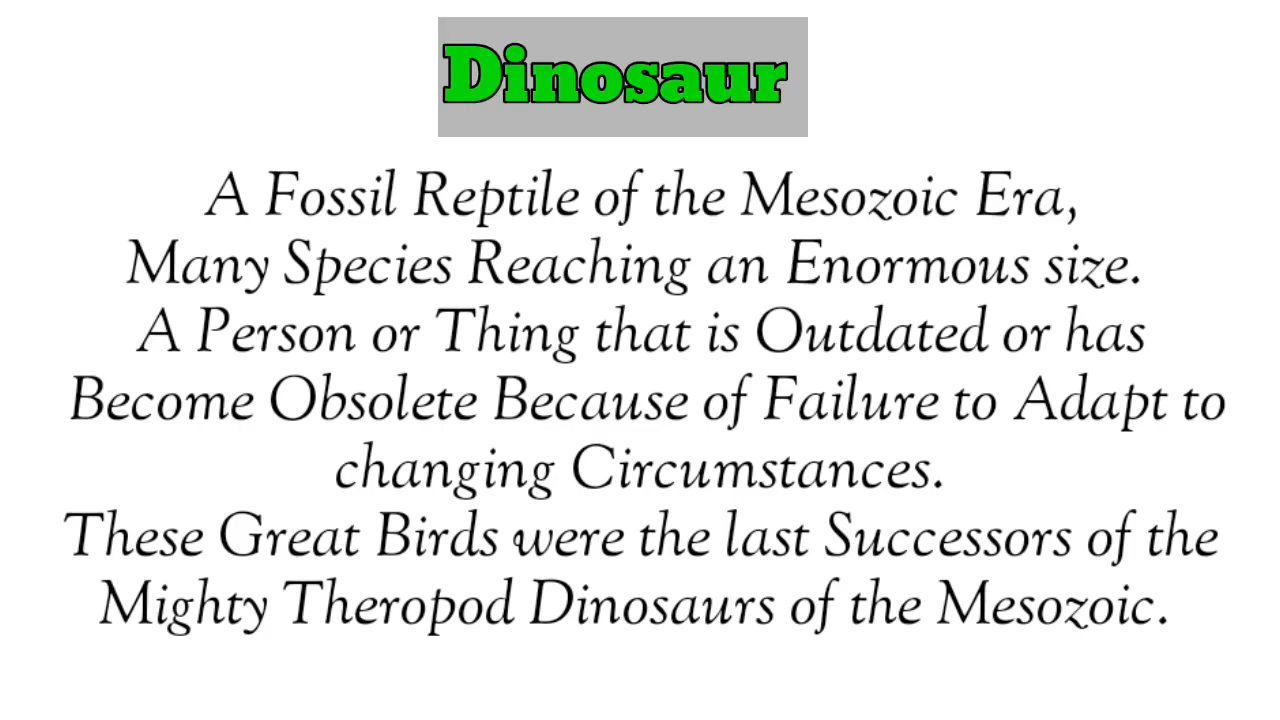 Dinosaur
A Fossil Reptile of the Mesozoic Era,
Many Species Reaching an Enormous size.
A Person or Thing that is Outdated or has
Become Obsolete Because of Failure to Adapt to
changing Circumstances.
These Great Birds were the last Successors of the
Mighty Theropod Dinosaurs of the Mesozoic.